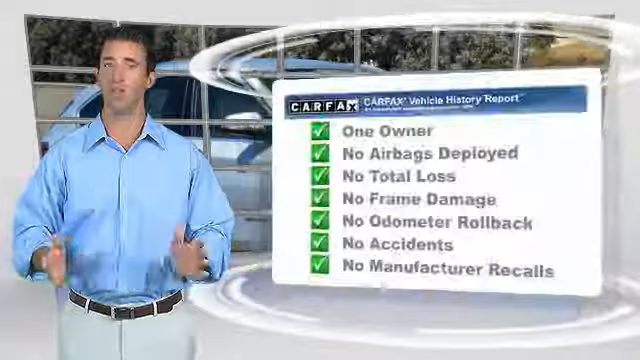 CARFAX CARFAX Vehicle History Report
One Owner
No Airbags Deployed
No Total Loss
No Frame Damage
No Odometer Rollback
No Accidents
No Manufacturer Recalls